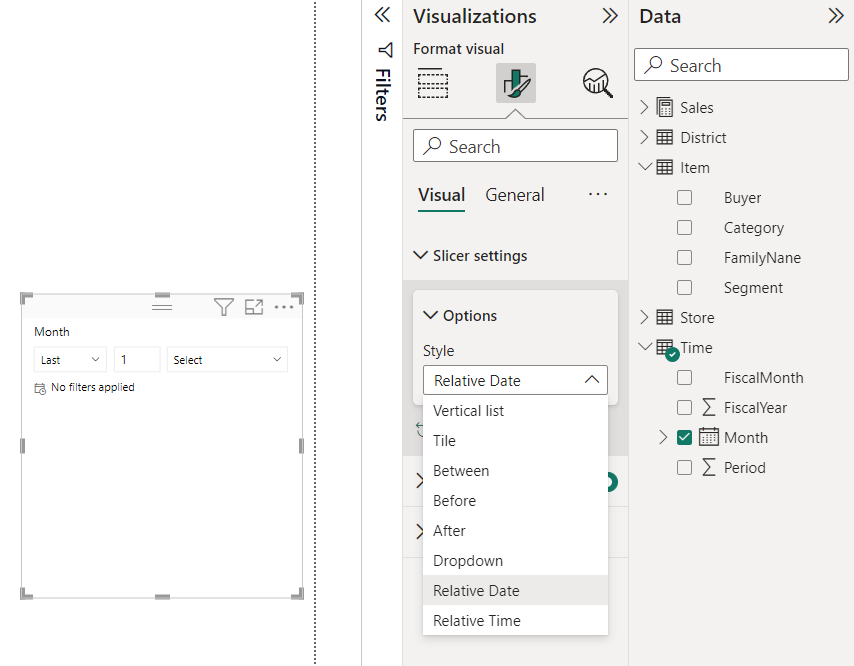 Month
Last
1
Select
No filters applied
Filters
Visualizations
Format visual
Search
Visual
General
Slicer settings
Options
Style
Relative Date
Vertical list
Tile
Between
Before
After
Dropdown
Relative Date
Relative Time
Data
Search
Sales
District
Item
Buyer
Category
FamilyNane
Segment
Store
Time
FiscalMonth
FiscalYear
Month
Period